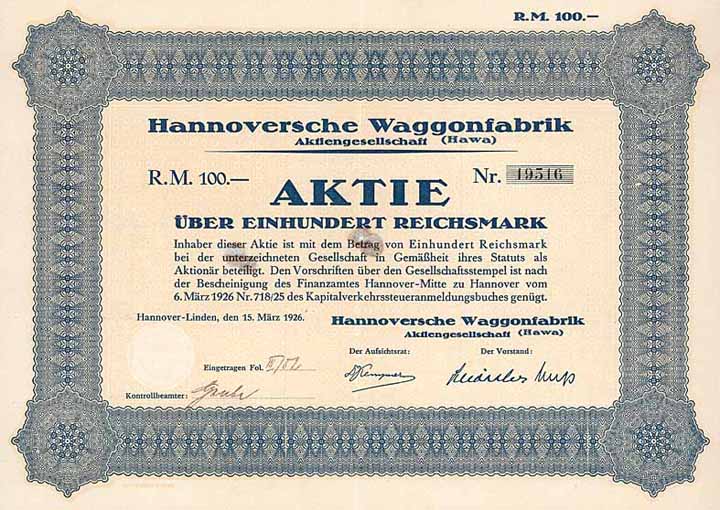 R.M. 100.—
Hannoversche Waggonfabrik
Aktiengesellschaft (Hawa)
R.M. 100.—
Nr. 19516
AKTIE
ÜBER EINHUNDERT REICHSMARK
Inhaber dieser Aktie ist mit dem Betrag von Einhundert Reichsmark
bei der unterzeichneten Gesellschaft in Gemäßheit ihres Statuts als
Aktionär beteiligt. Den Vorschriften über den Gesellschaftsstempel ist nach
der Bescheinigung des Finanzamtes Hannover-Mitte zu Hannover vom
6. März 1926 Nr. 718/25 des Kapitalverkehrssteueranmeldungsbuches genügt.
Hannover-Linden, den 15. März 1926.
Hannoversche Waggonfabrik
Aktiengesellschaft (Hawa)
Der Aufsichtsrat:
Der Vorstand:
Eingetragen Fol.
Kontrollbeamter: